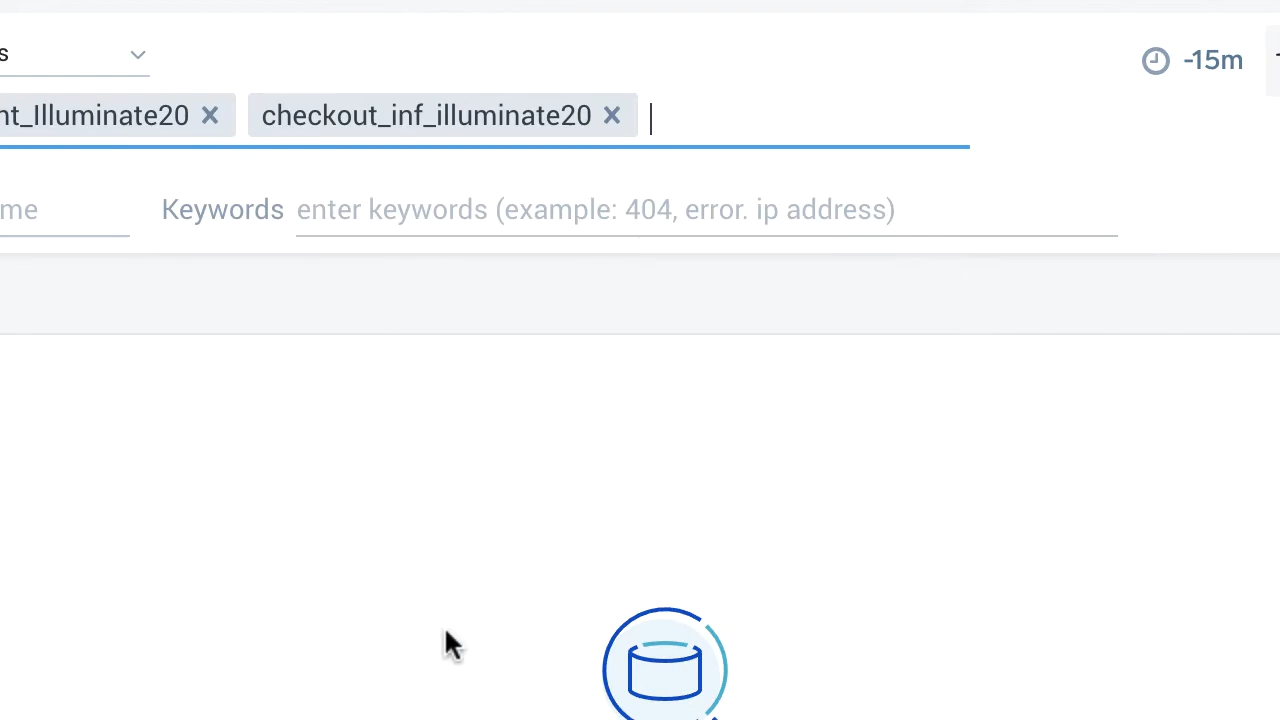 s
-15m
nt_Illuminate20 checkout_inf_illuminate20
me Keywords enter keywords (example: 404, error. ip address)